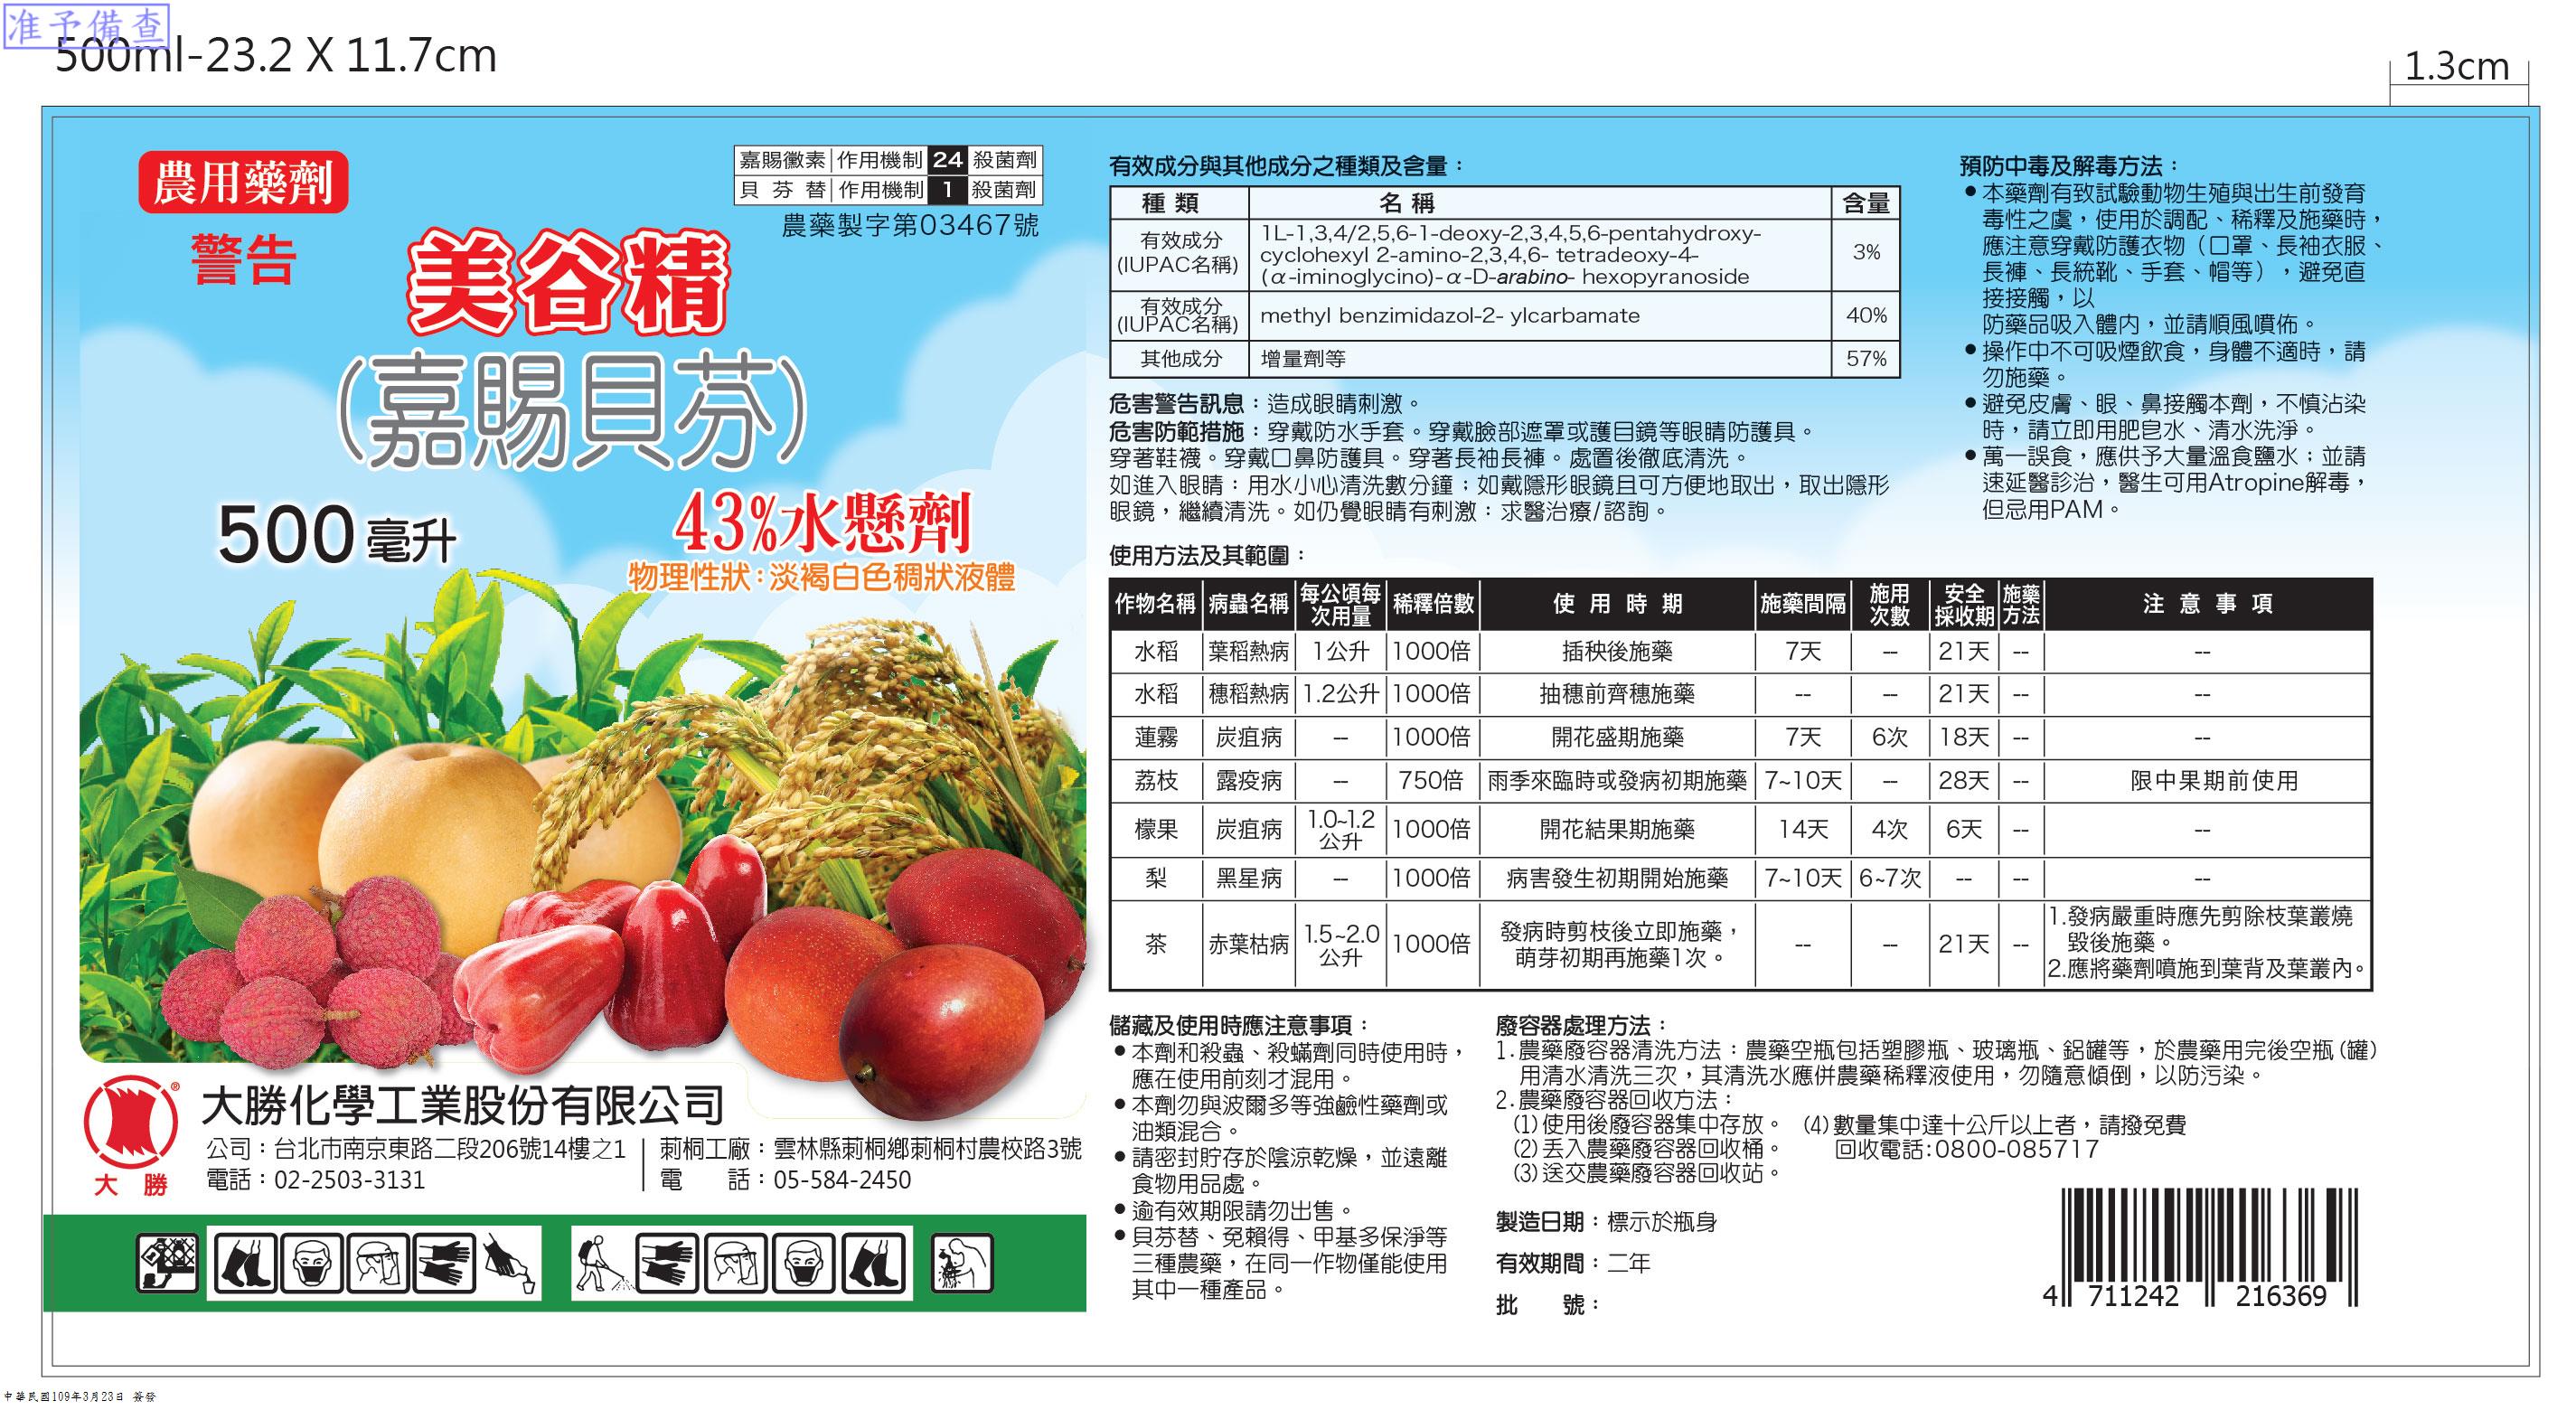 准予備查
500ml-23.2 X 11.7cm
1.3cm
農用藥劑
警告
嘉賜黴素 作用機制 24 殺菌劑
貝芬替 作用機制 1 殺菌劑
農藥製字第03467號
美谷精
(嘉賜貝芬)
500毫升
43%水懸劑
物理性狀：淡褐白色稠狀液體
大勝化學工業股份有限公司
公司：台北市南京東路二段206號14樓之1
電話：02-2503-3131
莿桐工廠：雲林縣莿桐鄉莿桐村農校路3號
電　　話：05-584-2450
®
大 勝
有效成分與其他成分之種類及含量：
種 類 名 稱 含量
有效成分
(IUPAC名稱)
1L-1,3,4/2,5,6-1-deoxy-2,3,4,5,6-pentahydroxy-
cyclohexyl 2-amino-2,3,4,6- tetradeoxy-4-
(α-iminoglycino)-α-D-arabino- hexopyranoside
3%
有效成分
(IUPAC名稱)
methyl benzimidazol-2- ylcarbamate 40%
其他成分 增量劑等 57%
危害警告訊息：造成眼睛刺激。
危害防範措施：穿戴防水手套。穿戴臉部遮罩或護目鏡等眼睛防護具。
穿著鞋襪。穿戴口鼻防護具。穿著長袖長褲。處置後徹底清洗。
如進入眼睛：用水小心清洗數分鐘；如戴隱形眼鏡且可方便地取出，取出隱形
眼鏡，繼續清洗。如仍覺眼睛有刺激：求醫治療/諮詢。
預防中毒及解毒方法：
●本藥劑有致試驗動物生殖與出生前發育
毒性之虞，使用於調配、稀釋及施藥時，
應注意穿戴防護衣物（口罩、長袖衣服、
長褲、長統靴、手套、帽等），避免直
接接觸，以
防藥品吸入體內，並請順風噴佈。
●操作中不可吸煙飲食，身體不適時，請
勿施藥。
●避免皮膚、眼、鼻接觸本劑，不慎沾染
時，請立即用肥皂水、清水洗淨。
●萬一誤食，應供予大量溫食鹽水；並請
速延醫診治，醫生可用Atropine解毒，
但忌用PAM。
使用方法及其範圍：
作物名稱 病蟲名稱 每公頃每次用量 稀釋倍數 使用時期 施藥間隔 施用次數 安全採收期 施藥方法 注意事項
水稻 葉稻熱病 1公升 1000倍 插秧後施藥 7天 -- 21天 -- --
水稻 穗稻熱病 1.2公升 1000倍 抽穗前齊穗施藥 -- -- 21天 -- --
蓮霧 炭疽病 -- 1000倍 開花盛期施藥 7天 6次 18天 -- --
荔枝 露疫病 -- 750倍 雨季來臨時或發病初期施藥 7~10天 -- 28天 -- 限中果期前使用
檬果 炭疽病 1.0~1.2公升 1000倍 開花結果期施藥 14天 4次 6天 -- --
梨 黑星病 -- 1000倍 病害發生初期開始施藥 7~10天 6~7次 -- -- --
茶 赤葉枯病 1.5~2.0公升 1000倍 發病時剪枝後立即施藥，萌芽初期再施藥1次。 -- -- 21天 --
1.發病嚴重時應先剪除枝葉叢燒
毀後施藥。
2.應將藥劑噴施到葉背及葉叢內。
儲藏及使用時應注意事項：
●本劑和殺蟲、殺蟎劑同時使用時，
應在使用前刻才混用。
●本劑勿與波爾多等強鹼性藥劑或
油類混合。
●請密封貯存於陰涼乾燥，並遠離
食物用品處。
●逾有效期限請勿出售。
●貝芬替、免賴得、甲基多保淨等
三種農藥，在同一作物僅能使用
其中一種產品。
廢容器處理方法：
1.農藥廢容器清洗方法：農藥空瓶包括塑膠瓶、玻璃瓶、鋁罐等，於農藥用完後空瓶(罐)
用清水清洗三次，其清洗水應併農藥稀釋液使用，勿隨意傾倒，以防污染。
2.農藥廢容器回收方法：
(1)使用後廢容器集中存放。
(2)丟入農藥廢容器回收桶。
(3)送交農藥廢容器回收站。
(4)數量集中達十公斤以上者，請撥免費
回收電話:0800-085717
製造日期：標示於瓶身
有效期間：二年
批　　號：
4 711242 216369
中華民國109年3月23日 簽發